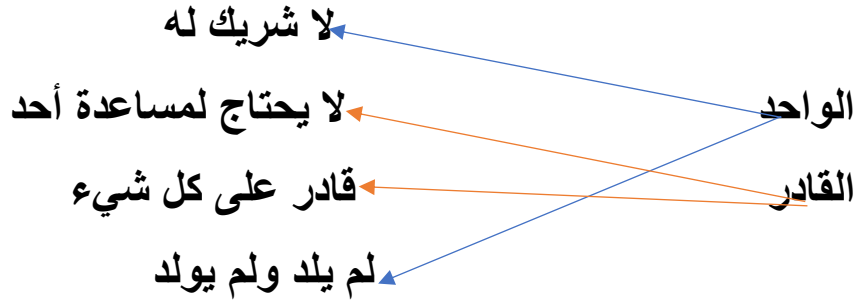 الواحد
القادر
لا شريك له
لا يحتاج لمساعدة أحد
قادر على كل شيء
لم يلد ولم يولد